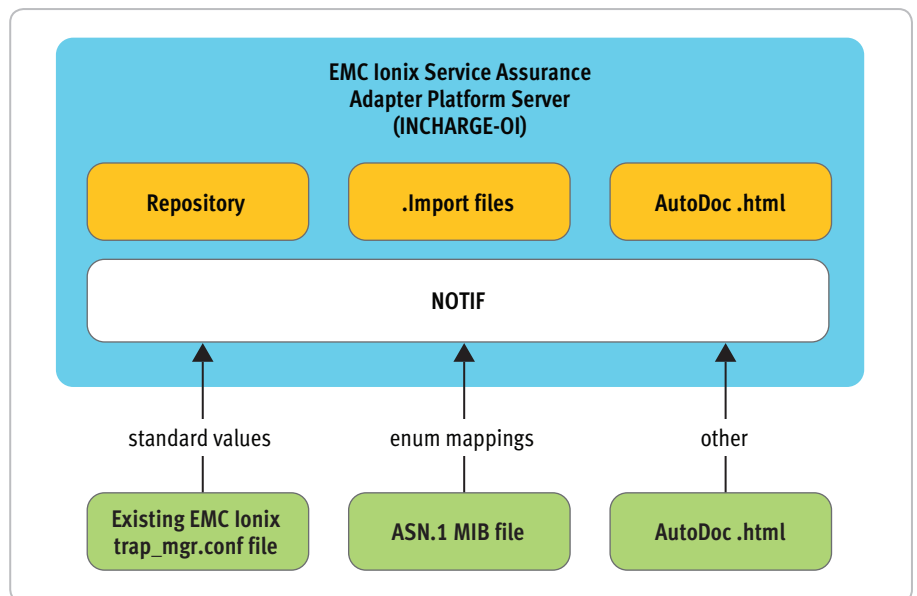 EMC Ionix Service Assurance
Adapter Platform Server
(INCHARGE-OI)
Repository
.Import files
AutoDoc .html
NOTIF
standard values
enum mappings
other
Existing EMC Ionix
trap_mgr.conf file
ASN.1 MIB file
AutoDoc .html